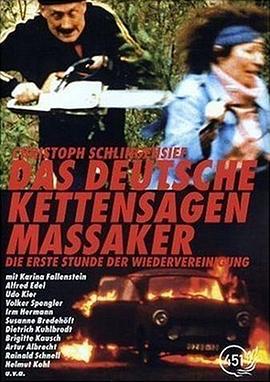 CHRISTOPH SCHLINGENSIEF
DAS DEUTSCHE
KETTENSÄGEN
MASSAKER
DIE ERSTE STUNDE DER WIEDERVEREINIGUNG
mit Karina Fallenstein
Alfred Edel
Udo Kier
Volker Spengler
Irm Hermann
Susanne Bredehöft
Dietrich Kuhlbrodt
Brigitte Kausch
Artur Albrecht
Reinald Schnell
Helmut Kohl
u.v.a.
451